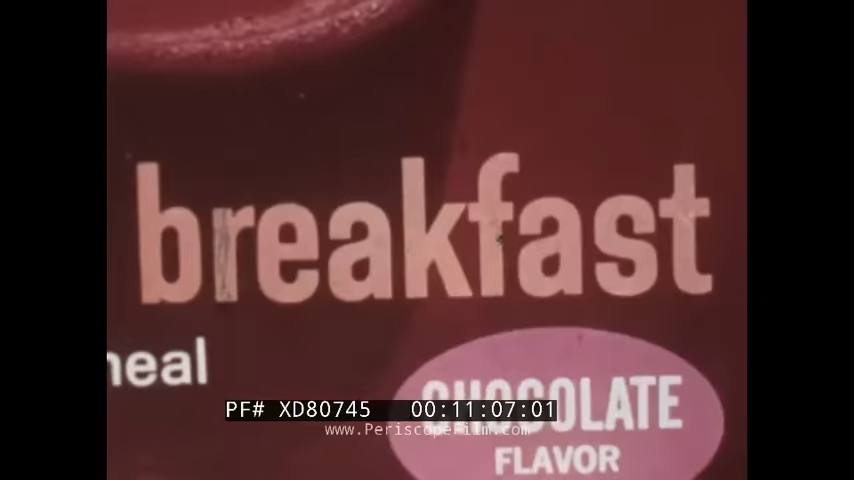 breakfast
neal
CHOCOLATE
FLAVOR
PF# XD80745 00:11:07:01
www.PeriscopeFilm.com